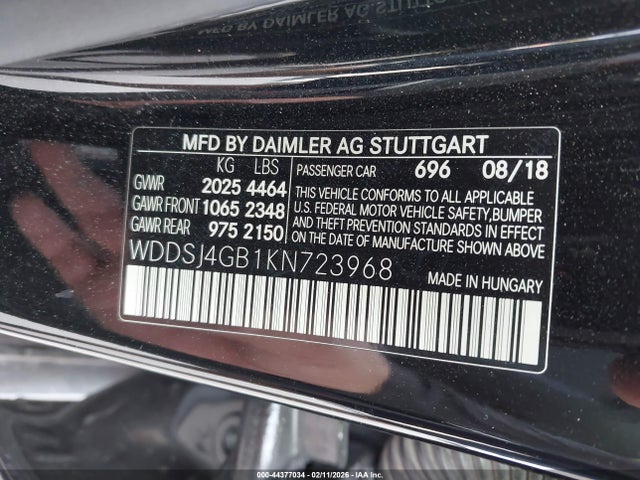 MFD BY DAIMLER AG STUTTGART
KG LBS PASSENGER CAR 696 08/18
GVWR 2025 4464
GAWR FRONT 1065 2348
GAWR REAR 975 2150
THIS VEHICLE CONFORMS TO ALL APPLICABLE
U.S. FEDERAL MOTOR VEHICLE SAFETY, BUMPER
AND THEFT PREVENTION STANDARDS IN EFFECT
ON THE DATE OF MANUFACTURE SHOWN ABOVE.
WDDSJ4GB1KN723968
MADE IN HUNGARY
000-44377034 - 02/11/2026 - IAAI.COM